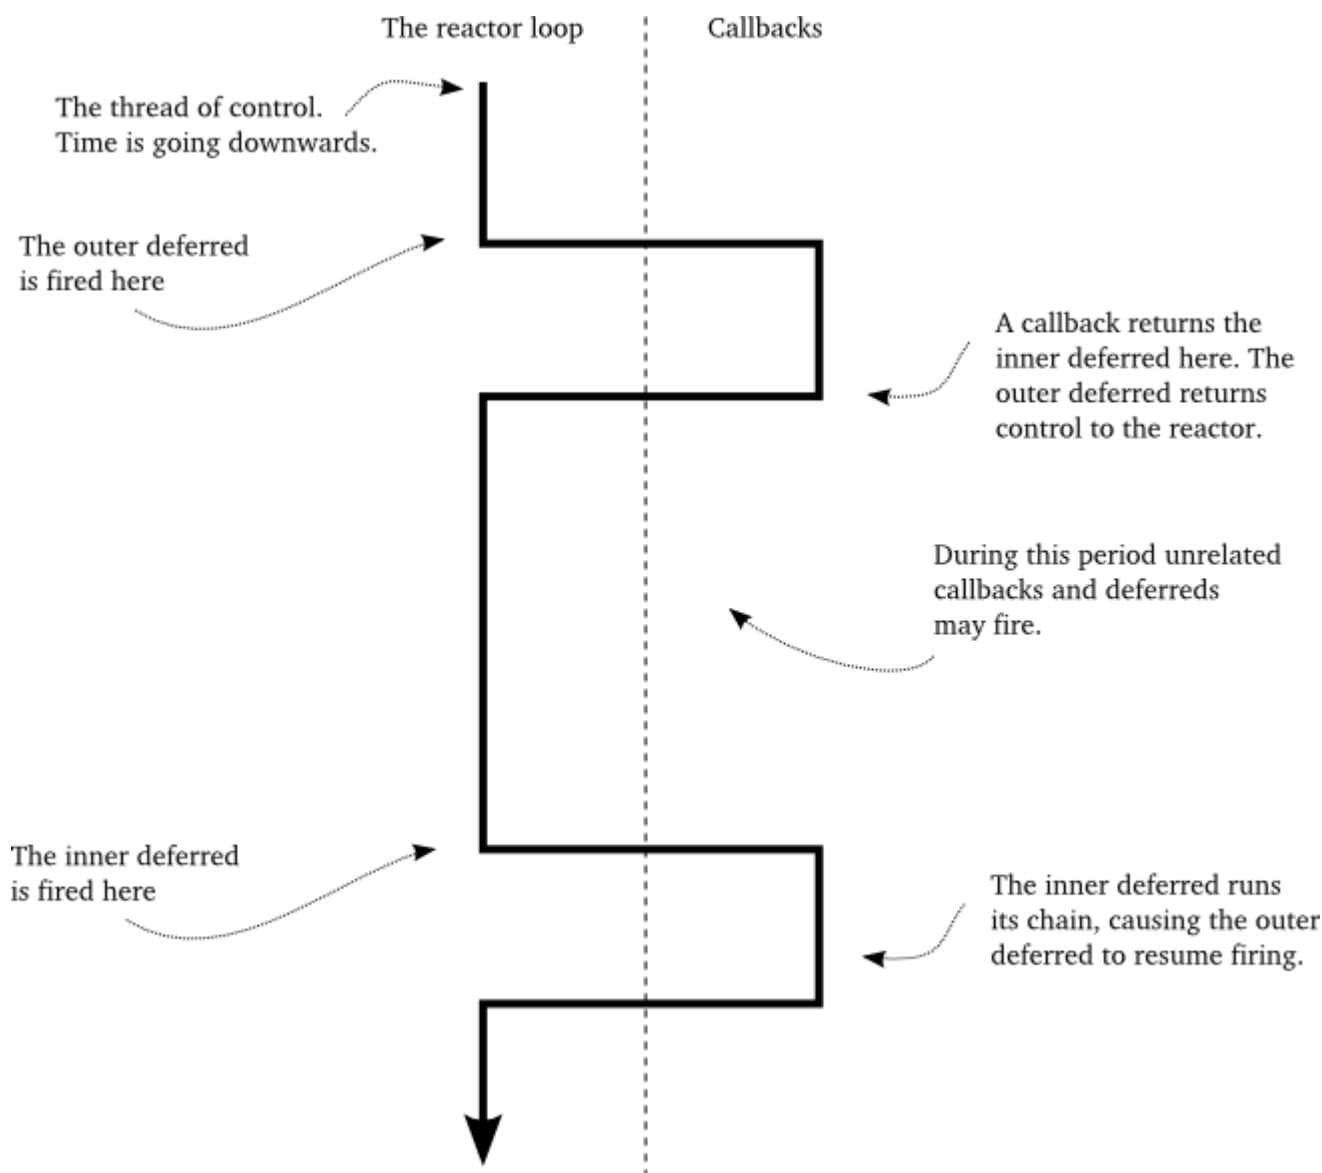 The reactor loop
Callbacks
The thread of control.
Time is going downwards.
The outer deferred
is fired here
A callback returns the
inner deferred here. The
outer deferred returns
control to the reactor.
During this period unrelated
callbacks and deferreds
may fire.
The inner deferred
is fired here
The inner deferred runs
its chain, causing the outer
deferred to resume firing.